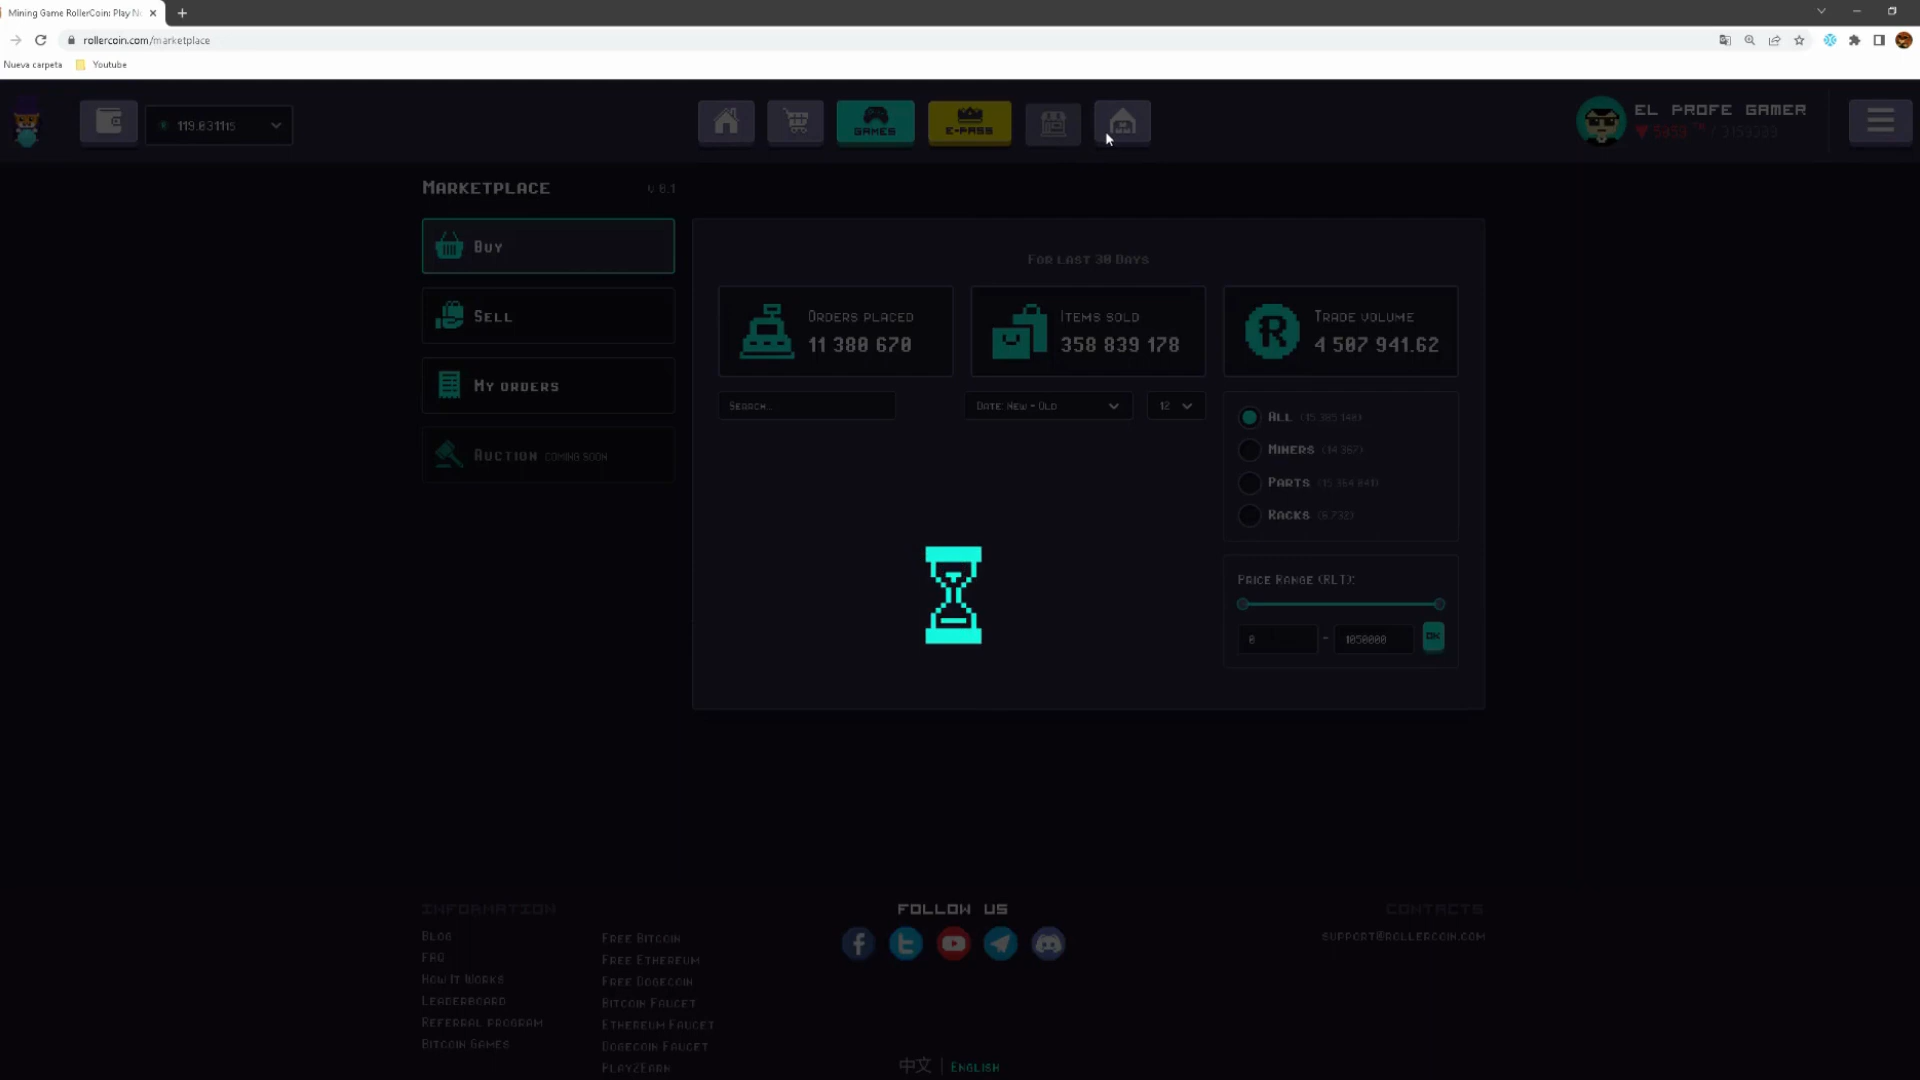 Mining Game RollerCoin: Play N
rollercoin.com/marketplace
Nueva carpeta
Youtube
GAMES
E-PASS
EL PROFE GAMER
MARKETPLACE
BUY
SELL
MY ORDERS
AUCTION COMING SOON
FOR LAST 30 DAYS
ORDERS PLACED
11 380 670
ITEMS SOLD
358 839 178
TRADE VOLUME
4 507 941.62
SEARCH...
DATE: NEW - OLD
12
ALL
MINERS
PARTS
RACKS
PRICE RANGE (RLT):
0 - 1050000 OK
INFORMATION
BLOG
FAQ
HOW IT WORKS
LEADERBOARD
REFERRAL PROGRAM
BITCOIN GAMES
FREE BITCOIN
FREE ETHEREUM
FREE DOGECOIN
BITCOIN FAUCET
ETHEREUM FAUCET
DOGECOIN FAUCET
PLAY2EARN
FOLLOW US
中文 | ENGLISH
CONTACTS
SUPPORT@ROLLERCOIN.COM